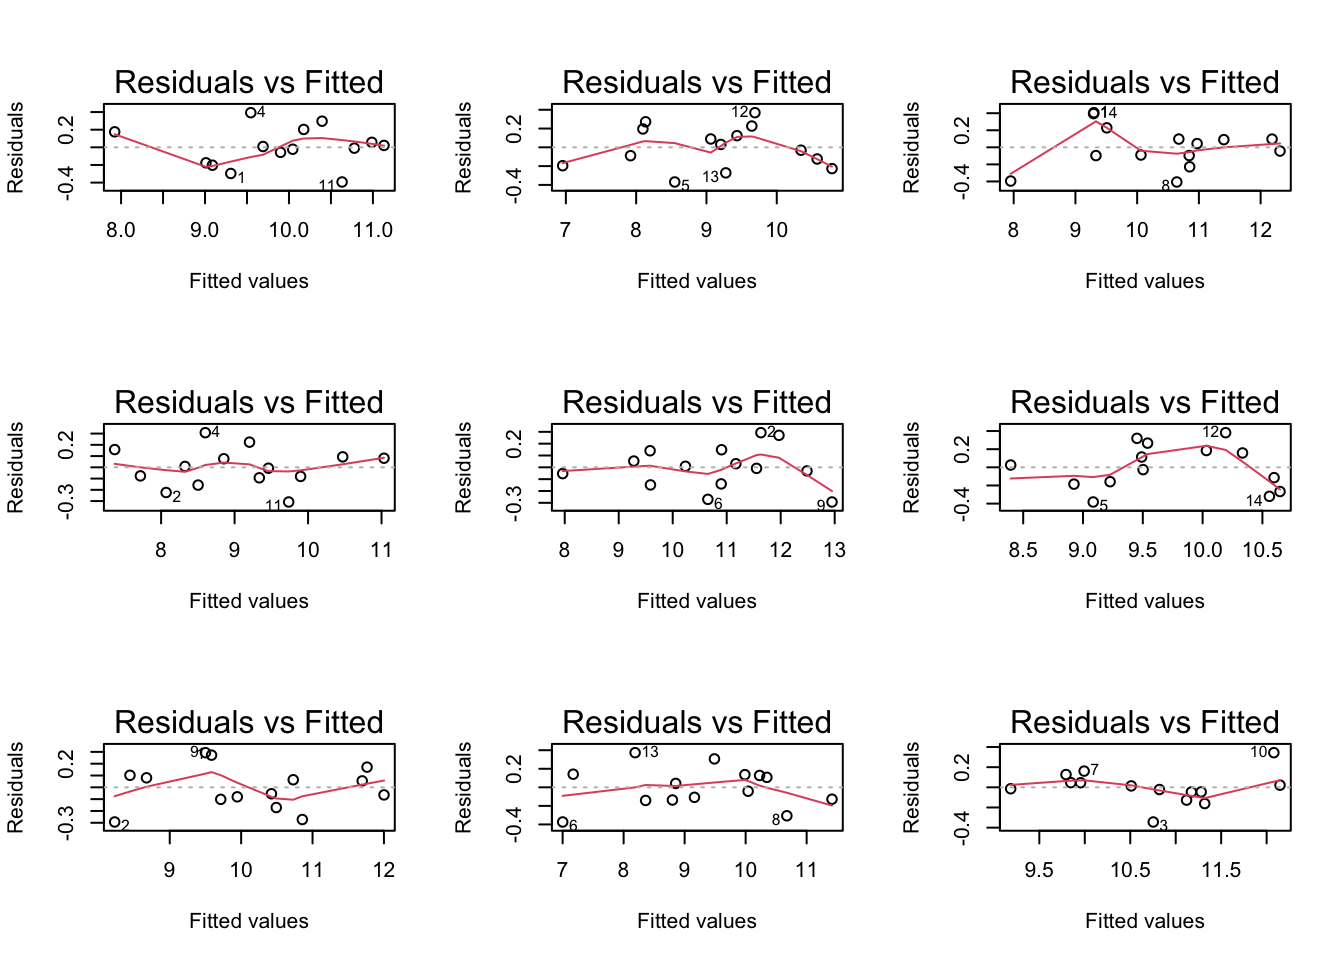 Residuals vs Fitted
Residuals
0.2
-0.4
4
1
11
8.0 9.0 10.0 11.0
Fitted values
Residuals vs Fitted
Residuals
0.2
-0.4
12
5
13
7 8 9 10
Fitted values
Residuals vs Fitted
Residuals
0.2
-0.4
14
8
8 9 10 11 12
Fitted values
Residuals vs Fitted
Residuals
0.2
-0.3
4
2
11
8 9 10 11
Fitted values
Residuals vs Fitted
Residuals
0.2
-0.3
2
6
9
8 9 10 11 12 13
Fitted values
Residuals vs Fitted
Residuals
0.2
-0.4
12
5
14
8.5 9.0 9.5 10.0 10.5
Fitted values
Residuals vs Fitted
Residuals
0.2
-0.3
9
2
9 10 11 12
Fitted values
Residuals vs Fitted
Residuals
0.2
-0.4
13
6
8
7 8 9 10 11
Fitted values
Residuals vs Fitted
Residuals
0.2
-0.4
10
7
3
9.5 10.5 11.5
Fitted values